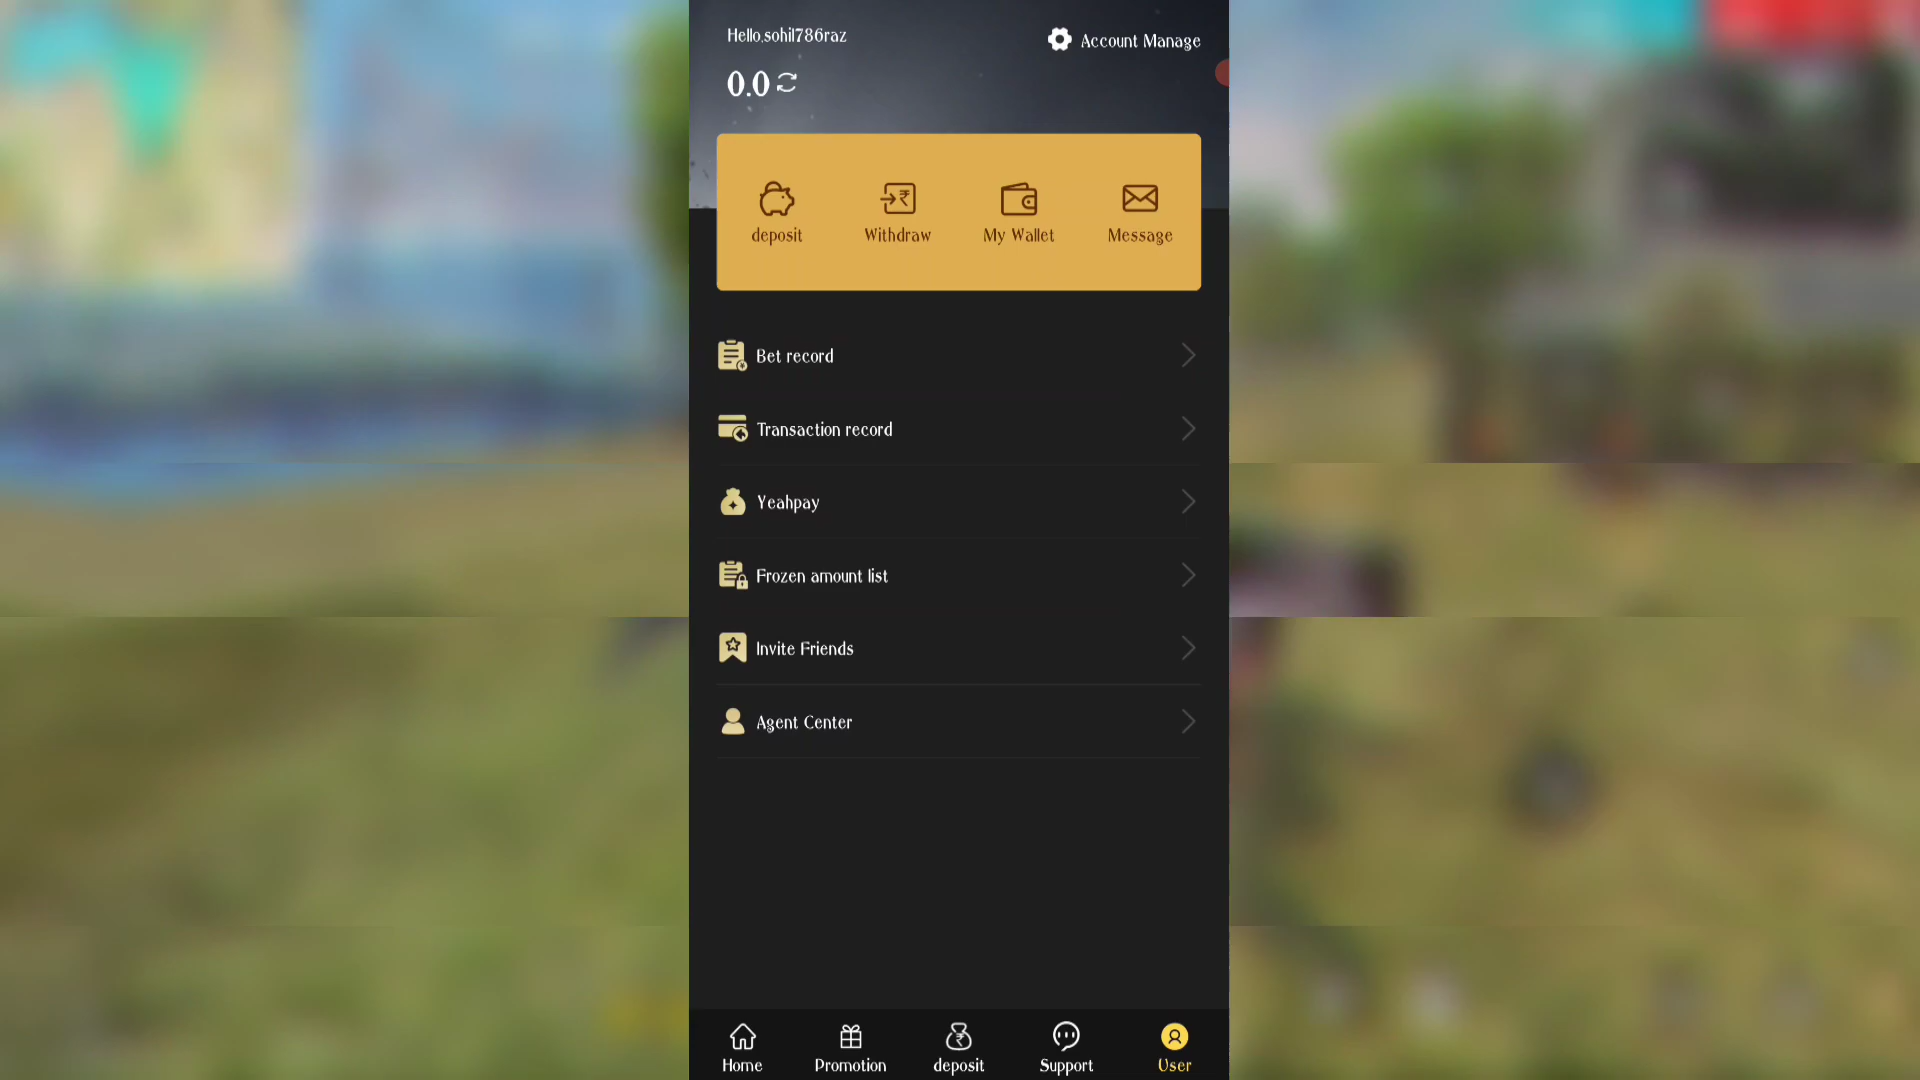 Hello,sohil786raz
Account Manage
0.0
deposit
Withdraw
My Wallet
Message
Bet record
Transaction record
Yeahpay
Frozen amount list
Invite Friends
Agent Center
Home
Promotion
deposit
Support
User